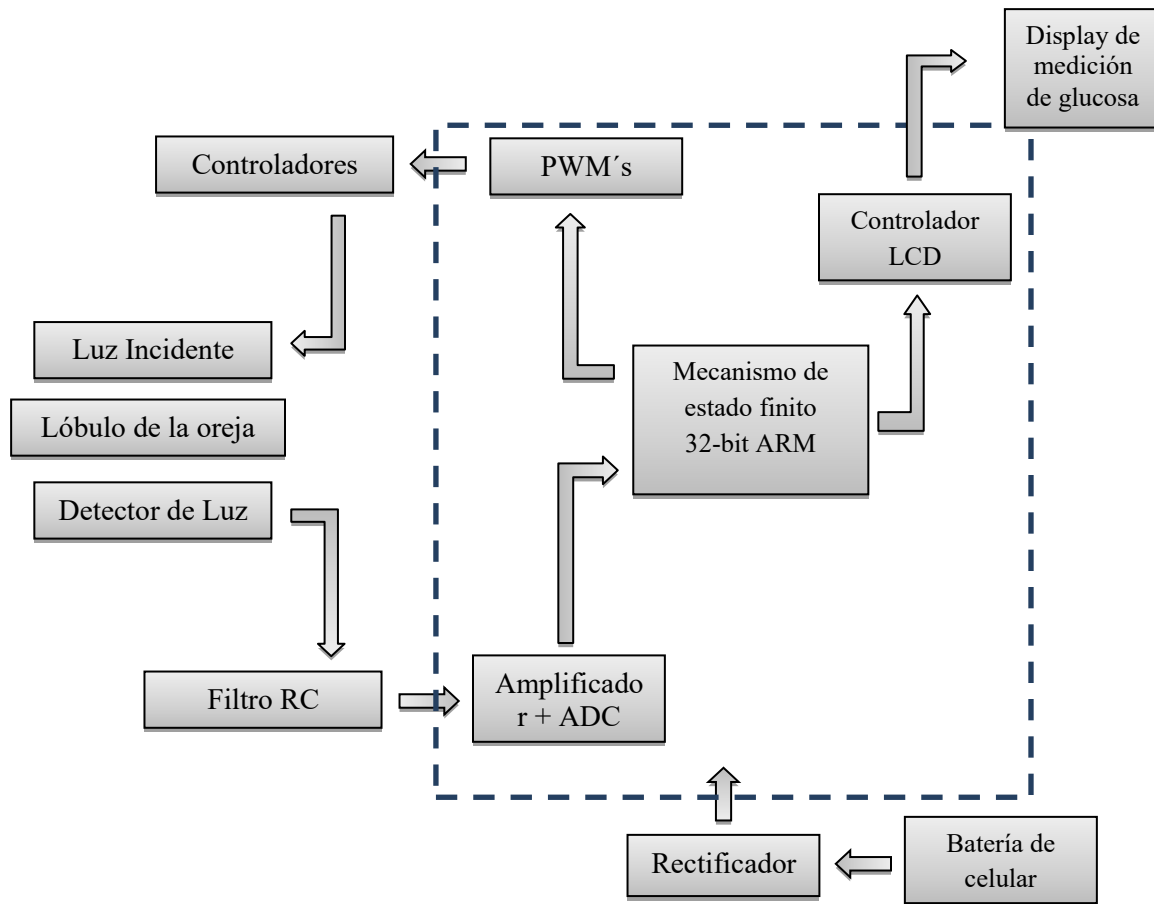 Display de
medición
de glucosa
Controladores
PWM´s
Controlador
LCD
Luz Incidente
Mecanismo de
estado finito
32-bit ARM
Lóbulo de la oreja
Detector de Luz
Filtro RC
Amplificado
r + ADC
Rectificador
Batería de
celular